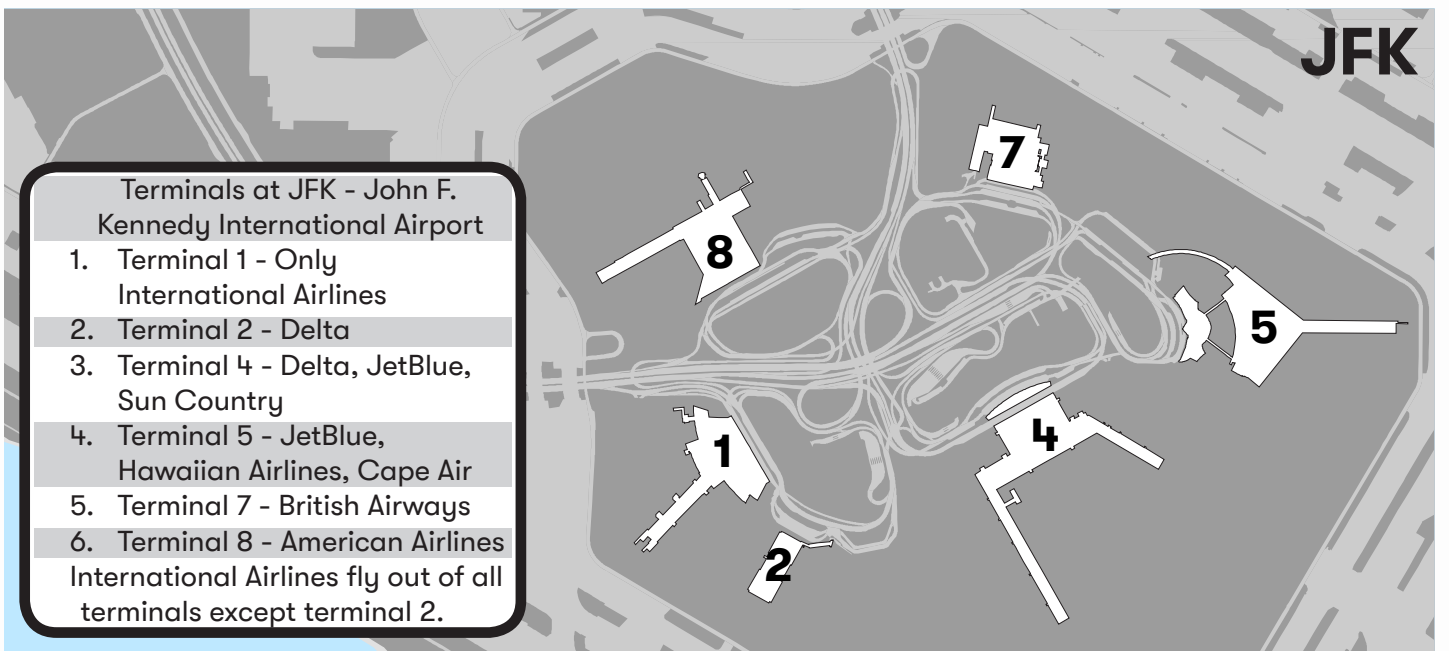 JFK
Terminals at JFK - John F.
Kennedy International Airport
1. Terminal 1 - Only
International Airlines
2. Terminal 2 - Delta
3. Terminal 4 - Delta, JetBlue,
Sun Country
4. Terminal 5 - JetBlue,
Hawaiian Airlines, Cape Air
5. Terminal 7 - British Airways
6. Terminal 8 - American Airlines
International Airlines fly out of all
terminals except terminal 2.
7
8
5
4
1
2